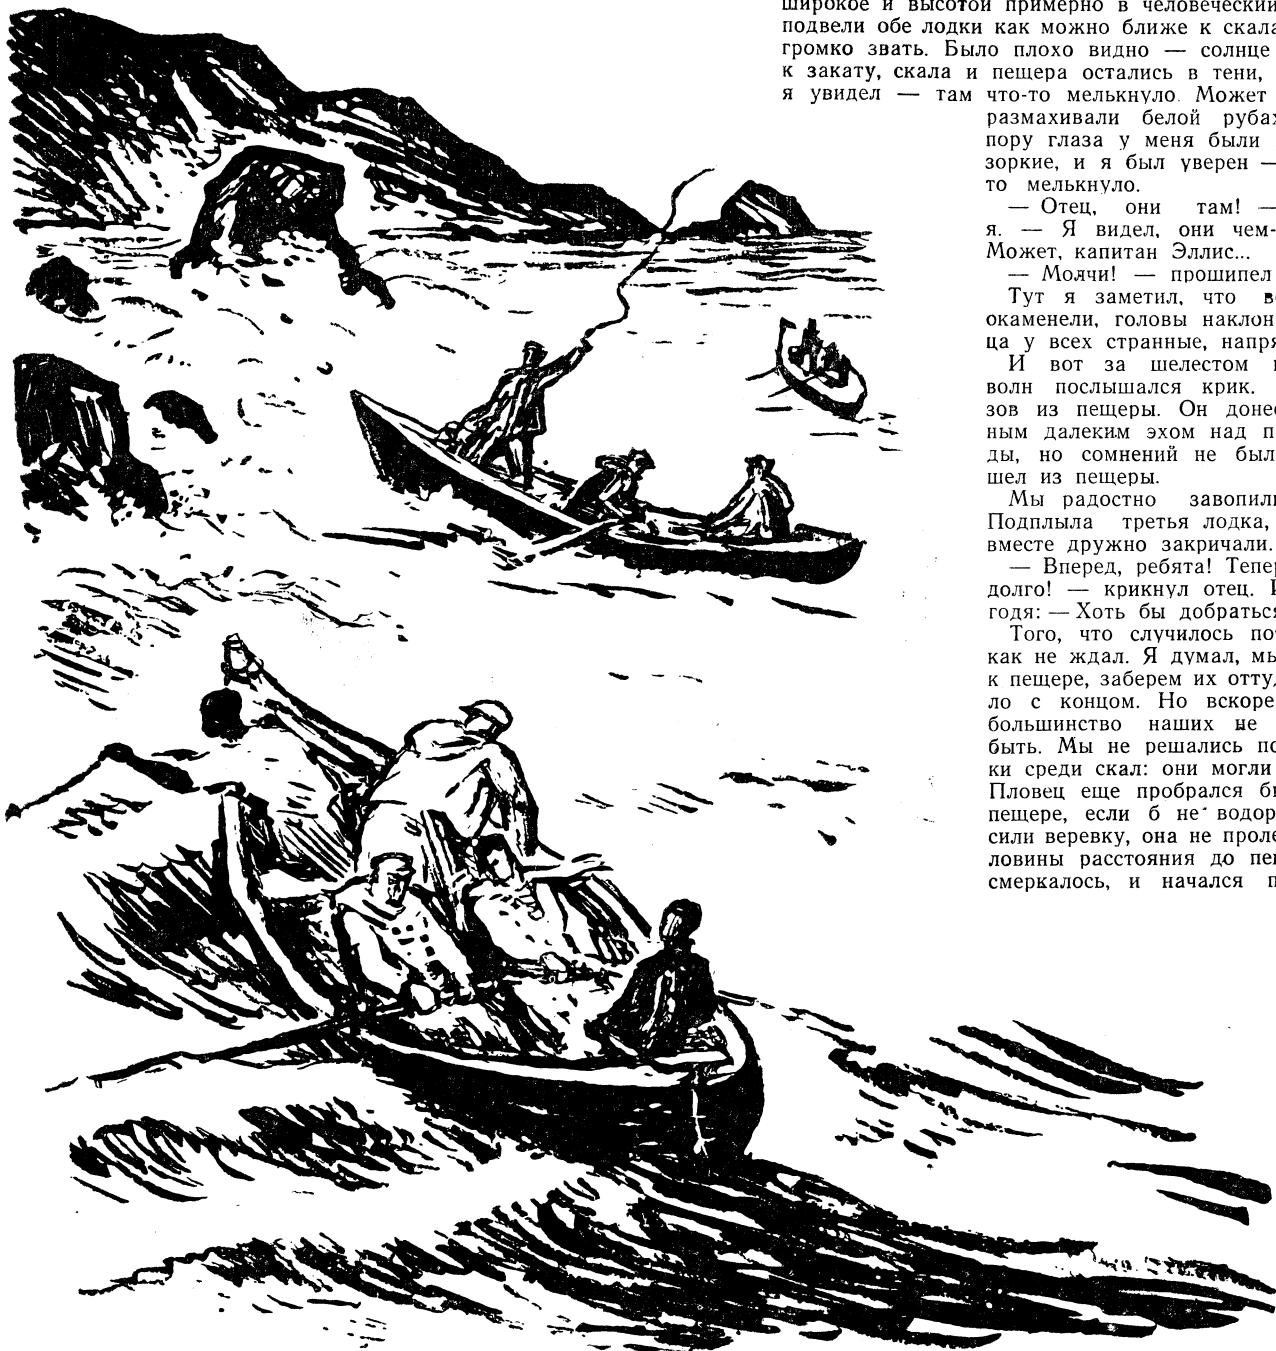 широкое и высотой примерно в человеческий
подвели обе лодки как можно ближе к скала
громко звать. Было плохо видно — солнце
к закату, скала и пещера остались в тени,
я увидел — там что-то мелькнуло. Может
размахивали белой руба
пору глаза у меня были
зоркие, и я был уверен —
то мелькнуло.
— Отец, они там! —
я. — Я видел, они чем-
Может, капитан Эллис...
— Молчи! — прошипел
Тут я заметил, что в
окаменели, головы наклон
ца у всех странные, напря
И вот за шелестом
волн послышался крик.
зов из пещеры. Он доне
ным далеким эхом над п
ды, но сомнений не был
шел из пещеры.
Мы радостно завопили
Подплыла третья лодка,
вместе дружно закричали.
— Вперед, ребята! Тепер
долго! — крикнул отец.
годя: — Хоть бы добраться
Того, что случилось по
как не ждал. Я думал, мы
к пещере, заберем их отту
ло с концом. Но вскоре
большинство наших не
быть. Мы не решались по
ки среди скал: они могли
Пловец еще пробрался б
пещере, если б не водор
сили веревку, она не проле
ловины расстояния до пе
смеркалось, и начался п